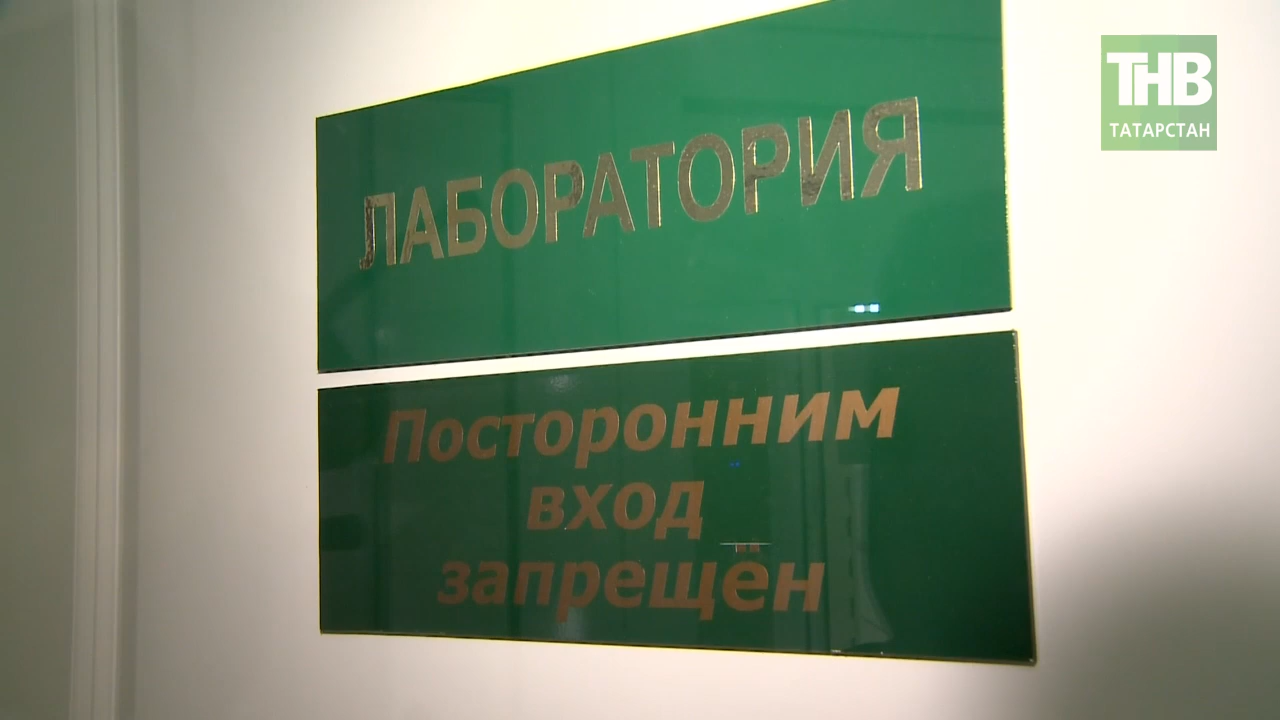 ЛАБОРАТОРИЯ
Посторонним
вход
запрещён
ТНВ
ТАТАРСТАН